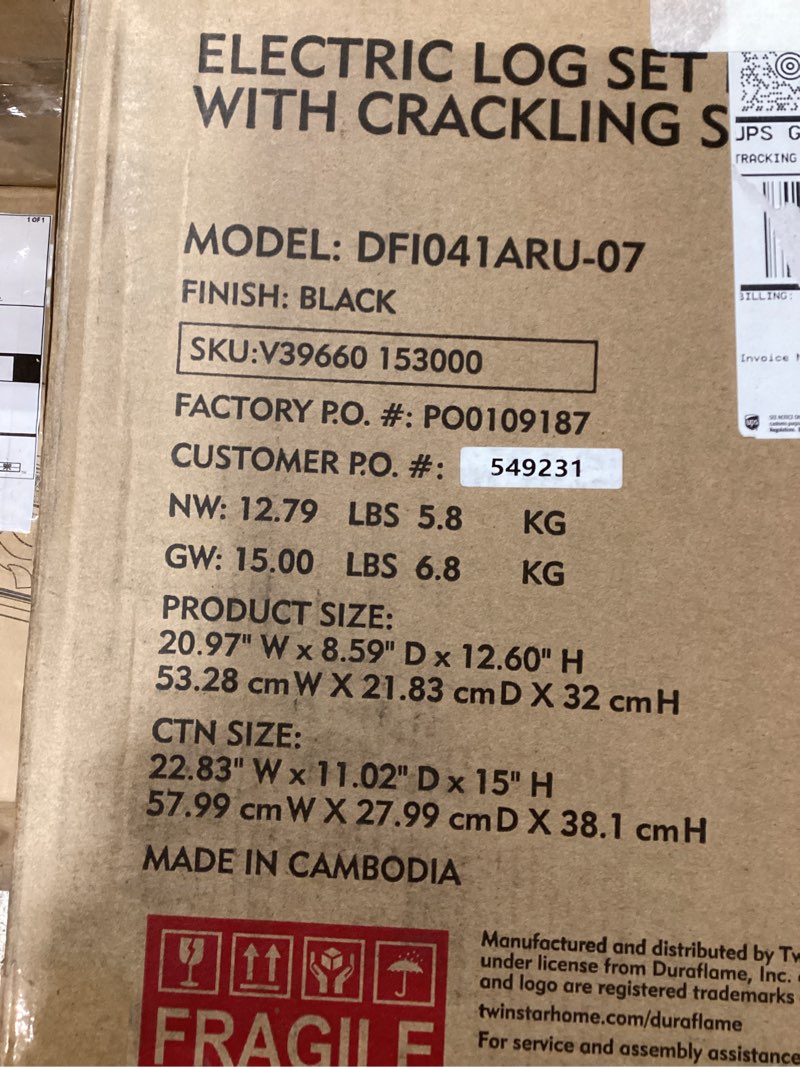 ELECTRIC LOG SET
WITH CRACKLING S
MODEL: DFI041ARU-07
FINISH: BLACK
SKU:V39660 153000
FACTORY P.O. #: PO0109187
CUSTOMER P.O. #: 549231
NW: 12.79 LBS 5.8 KG
GW: 15.00 LBS 6.8 KG
PRODUCT SIZE:
20.97" W x 8.59" D x 12.60" H
53.28 cm W X 21.83 cm D X 32 cm H
CTN SIZE:
22.83" W x 11.02" D x 15" H
57.99 cm W X 27.99 cm D X 38.1 cm H
MADE IN CAMBODIA
FRAGILE
Manufactured and distributed by Tw
under license from Duraflame, Inc.
and logo are registered trademarks
twinstarhome.com/duraflame
For service and assembly assistance
UPS G
TRACKING
BILLING:
Invoice
ups
1 OF 1